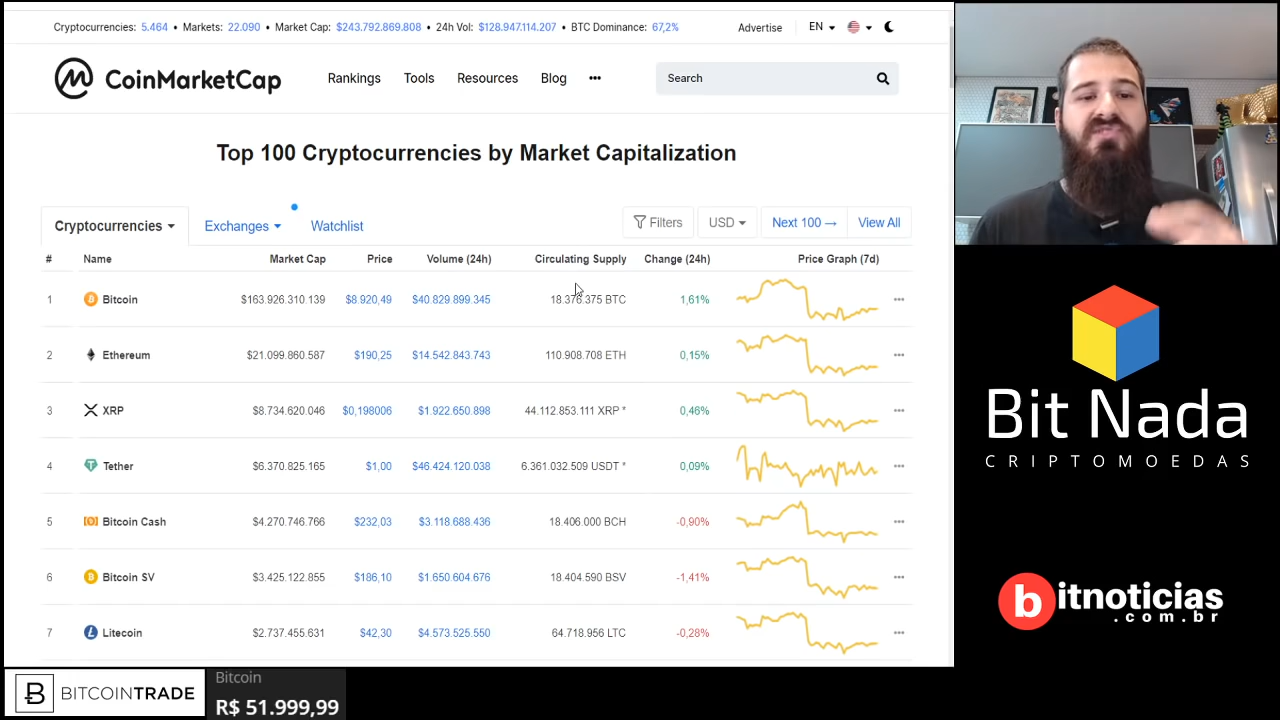 Cryptocurrencies: 5.464 • Markets: 22.090 • Market Cap: $243.792.869.808 • 24h Vol: $128.947.114.207 • BTC Dominance: 67,2% Advertise EN
CoinMarketCap Rankings Tools Resources Blog ••• Search
Top 100 Cryptocurrencies by Market Capitalization
Cryptocurrencies Exchanges Watchlist Filters USD Next 100 → View All
# Name Market Cap Price Volume (24h) Circulating Supply Change (24h) Price Graph (7d)
1 Bitcoin $163.926.310.139 $8.920,49 $40.829.899.345 18.376.375 BTC 1,61%
2 Ethereum $21.099.860.587 $190,25 $14.542.843.743 110.908.708 ETH 0,15%
3 XRP $8.734.620.046 $0,198006 $1.922.650.898 44.112.853.111 XRP * 0,46%
4 Tether $6.370.825.165 $1,00 $46.424.120.038 6.361.032.509 USDT * 0,09%
5 Bitcoin Cash $4.270.746.766 $232,03 $3.118.688.436 18.406.000 BCH -0,90%
6 Bitcoin SV $3.425.122.855 $186,10 $1.650.604.676 18.404.590 BSV -1,41%
7 Litecoin $2.737.455.631 $42,30 $4.573.525.550 64.718.956 LTC -0,28%
Bit Nada
CRIPTOMOEDAS
bitnoticias
.com.br
BITCOINTRADE
Bitcoin
R$ 51.999,99